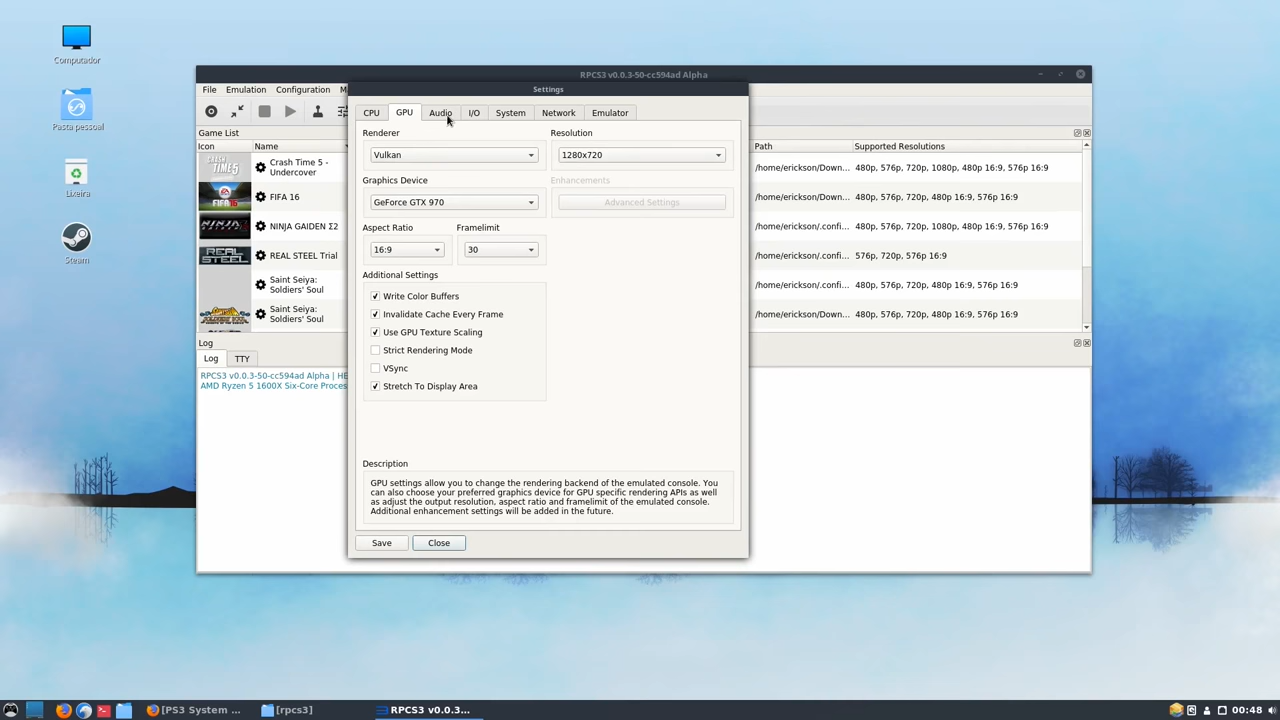 Computador
Pasta pessoal
Lixeira
Steam
RPCS3 v0.0.3-50-cc594ad Alpha
File Emulation Configuration M
Game List
Icon Name
Crash Time 5 -
Undercover
FIFA 16
NINJA GAIDEN Σ2
REAL STEEL Trial
Saint Seiya:
Soldiers' Soul
Saint Seiya:
Soldiers' Soul
Path Supported Resolutions
/home/erickson/Down... 480p, 576p, 720p, 1080p, 480p 16:9, 576p 16:9
/home/erickson/Down... 480p, 576p, 720p, 480p 16:9, 576p 16:9
/home/erickson/.confi... 480p, 576p, 720p, 1080p, 480p 16:9, 576p 16:9
/home/erickson/.confi... 576p, 720p, 576p 16:9
/home/erickson/.confi... 480p, 576p, 720p, 480p 16:9, 576p 16:9
/home/erickson/Down... 480p, 576p, 720p, 480p 16:9, 576p 16:9
Log
Log TTY
RPCS3 v0.0.3-50-cc594ad Alpha | HE
AMD Ryzen 5 1600X Six-Core Proces
Settings
CPU GPU Audio I/O System Network Emulator
Renderer
Vulkan
Resolution
1280x720
Graphics Device
GeForce GTX 970
Enhancements
Advanced Settings
Aspect Ratio
16:9
Framelimit
30
Additional Settings
Write Color Buffers
Invalidate Cache Every Frame
Use GPU Texture Scaling
Strict Rendering Mode
VSync
Stretch To Display Area
Description
GPU settings allow you to change the rendering backend of the emulated console. You
can also choose your preferred graphics device for GPU specific rendering APIs as well
as adjust the output resolution, aspect ratio and framelimit of the emulated console.
Additional enhancement settings will be added in the future.
Save Close
[PS3 System ... [rpcs3] RPCS3 v0.0.3... 00:48